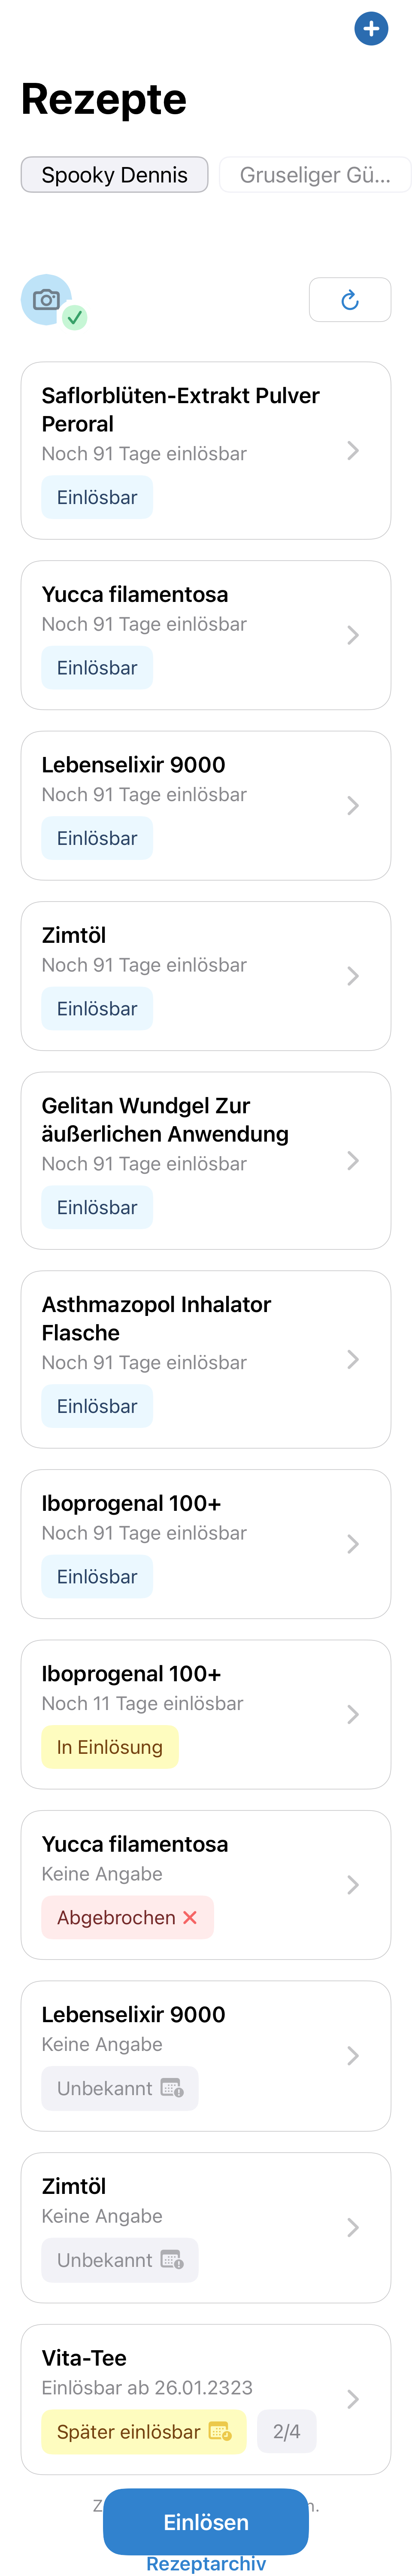 Rezepte
Spooky Dennis
Gruseliger Gü...
Saflorblüten-Extrakt Pulver
Peroral
Noch 91 Tage einlösbar
Einlösbar
Yucca filamentosa
Noch 91 Tage einlösbar
Einlösbar
Lebenselixir 9000
Noch 91 Tage einlösbar
Einlösbar
Zimtöl
Noch 91 Tage einlösbar
Einlösbar
Gelitan Wundgel Zur
äußerlichen Anwendung
Noch 91 Tage einlösbar
Einlösbar
Asthmazopol Inhalator
Flasche
Noch 91 Tage einlösbar
Einlösbar
Iboprogenal 100+
Noch 91 Tage einlösbar
Einlösbar
Iboprogenal 100+
Noch 11 Tage einlösbar
In Einlösung
Yucca filamentosa
Keine Angabe
Abgebrochen
Lebenselixir 9000
Keine Angabe
Unbekannt
Zimtöl
Keine Angabe
Unbekannt
Vita-Tee
Einlösbar ab 26.01.2323
Später einlösbar
2/4
Einlösen
Rezeptarchiv